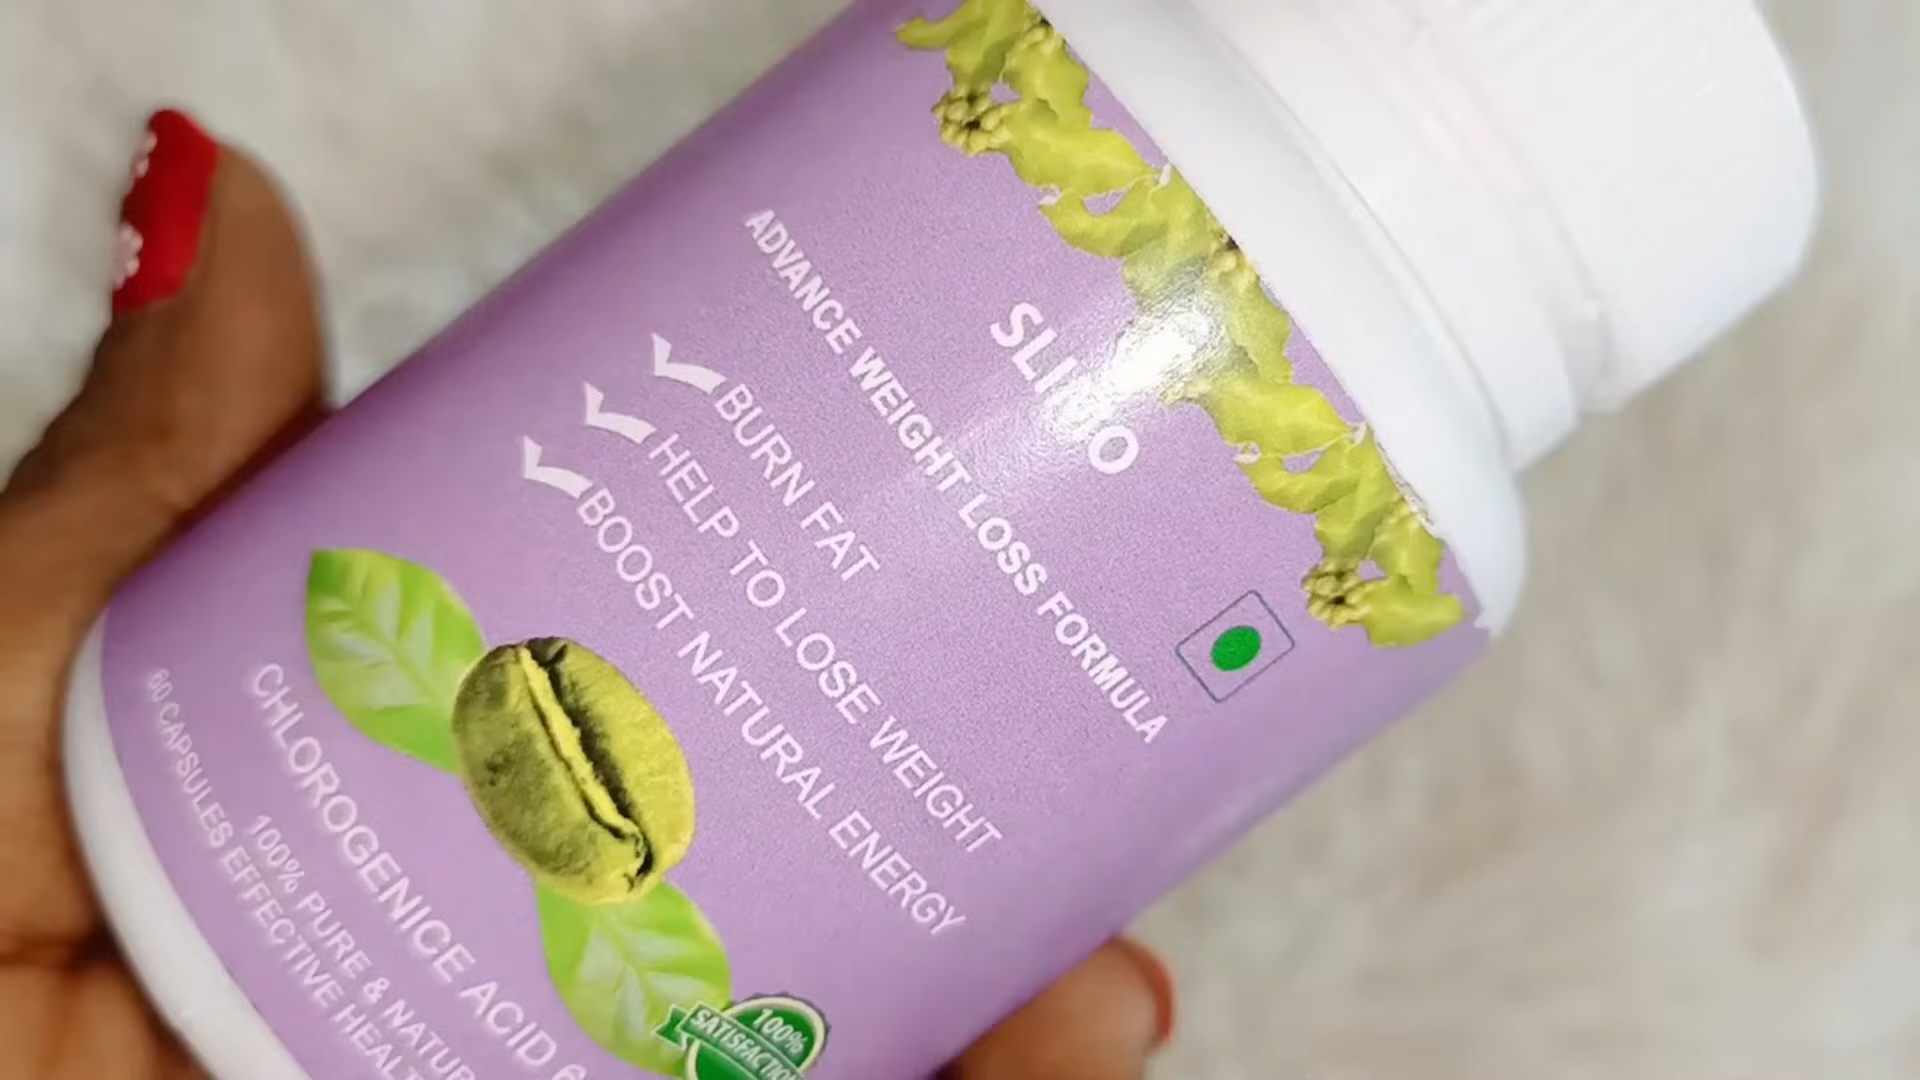 ADVANCE WEIGHT LOSS FORMULA
BURN FAT
HELP TO LOSE WEIGHT
BOOST NATURAL ENERGY
CHLOROGENICE ACID
100% PURE &
60 CAPSULES EFFECTIVE
100%
SATISFACTION